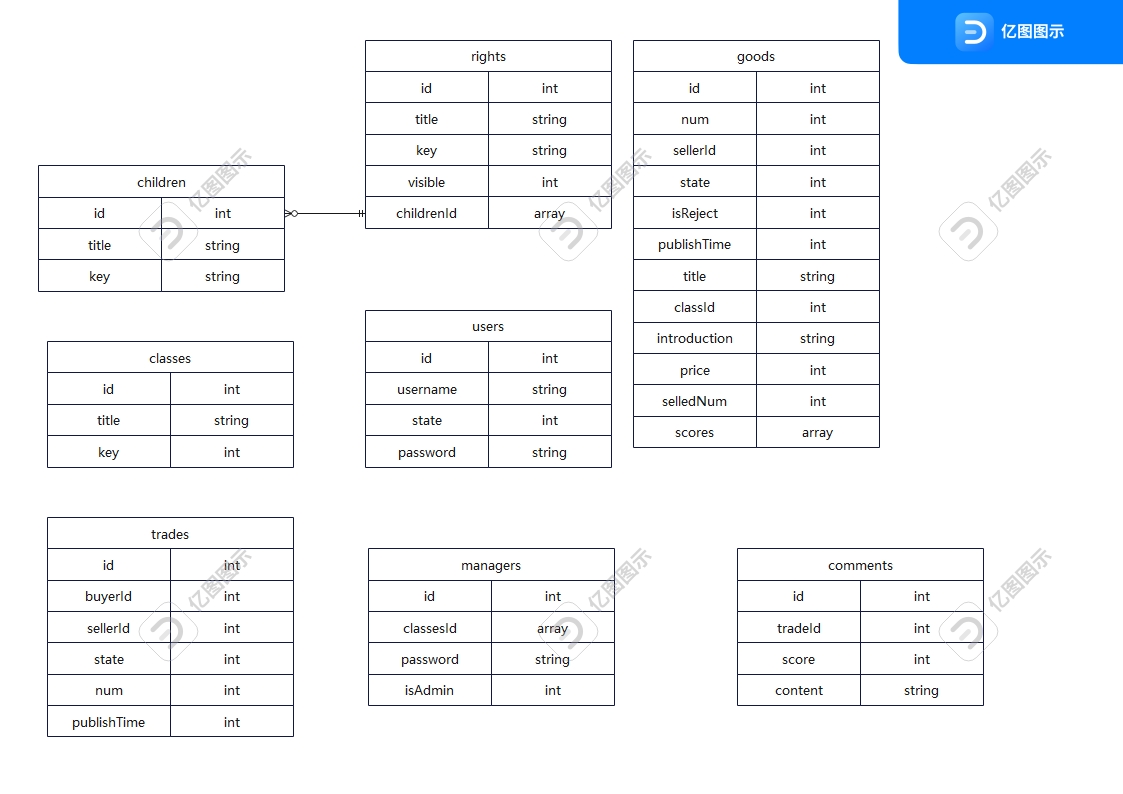 亿图图示
rights
id int
title string
key string
visible int
childrenId array
goods
id int
num int
sellerId int
state int
isReject int
publishTime int
title string
classId int
introduction string
price int
selledNum int
scores array
children
id int
title string
key string
classes
id int
title string
key int
users
id int
username string
state int
password string
trades
id int
buyerId int
sellerId int
state int
num int
publishTime int
managers
id int
classesId array
password string
isAdmin int
comments
id int
tradeId int
score int
content string
亿图图示
亿图图示
亿图图示
亿图图示
亿图图示
亿图图示